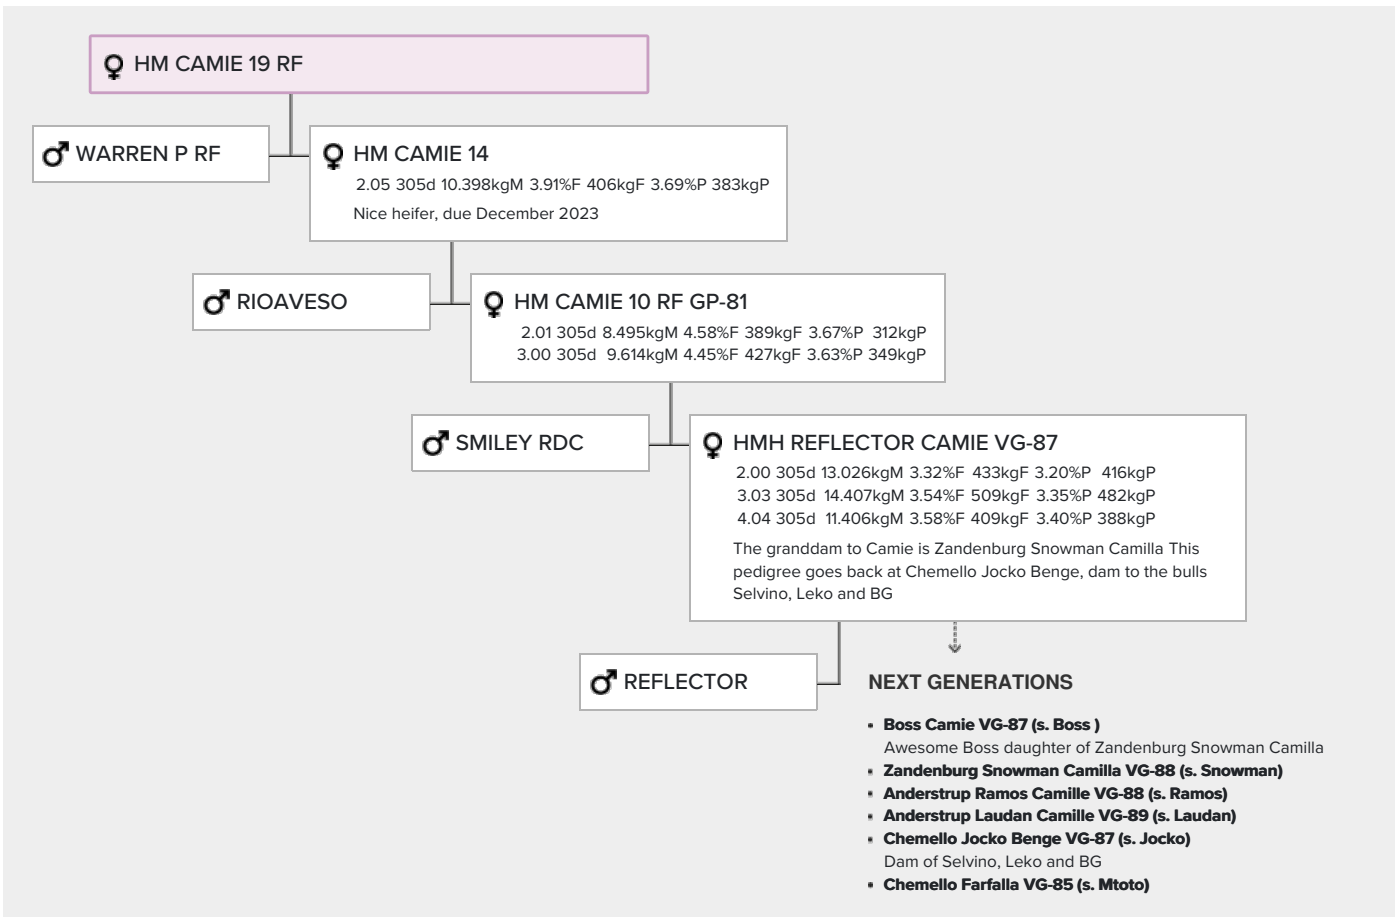 HM CAMIE 19 RF
WARREN P RF
HM CAMIE 14
2.05 305d 10.398kgM 3.91%F 406kgF 3.69%P 383kgP
Nice heifer, due December 2023
RIOAVESO
HM CAMIE 10 RF GP-81
2.01 305d 8.495kgM 4.58%F 389kgF 3.67%P 312kgP
3.00 305d 9.614kgM 4.45%F 427kgF 3.63%P 349kgP
SMILEY RDC
HMH REFLECTOR CAMIE VG-87
2.00 305d 13.026kgM 3.32%F 433kgF 3.20%P 416kgP
3.03 305d 14.407kgM 3.54%F 509kgF 3.35%P 482kgP
4.04 305d 11.406kgM 3.58%F 409kgF 3.40%P 388kgP
The granddam to Camie is Zandenburg Snowman Camilla This
pedigree goes back at Chemello Jocko Benge, dam to the bulls
Selvino, Leko and BG
REFLECTOR
NEXT GENERATIONS
▪ Boss Camie VG-87 (s. Boss )
Awesome Boss daughter of Zandenburg Snowman Camilla
▪ Zandenburg Snowman Camilla VG-88 (s. Snowman)
▪ Anderstrup Ramos Camille VG-88 (s. Ramos)
▪ Anderstrup Laudan Camille VG-89 (s. Laudan)
▪ Chemello Jocko Benge VG-87 (s. Jocko)
Dam of Selvino, Leko and BG
▪ Chemello Farfalla VG-85 (s. Mtoto)